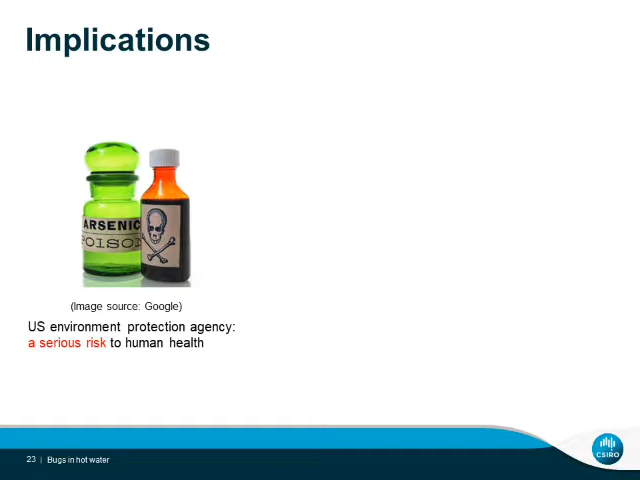 Implications
ARSENIC
POISON
(Image source: Google)
US environment protection agency:
a serious risk to human health
23 | Bugs in hot water
CSIRO